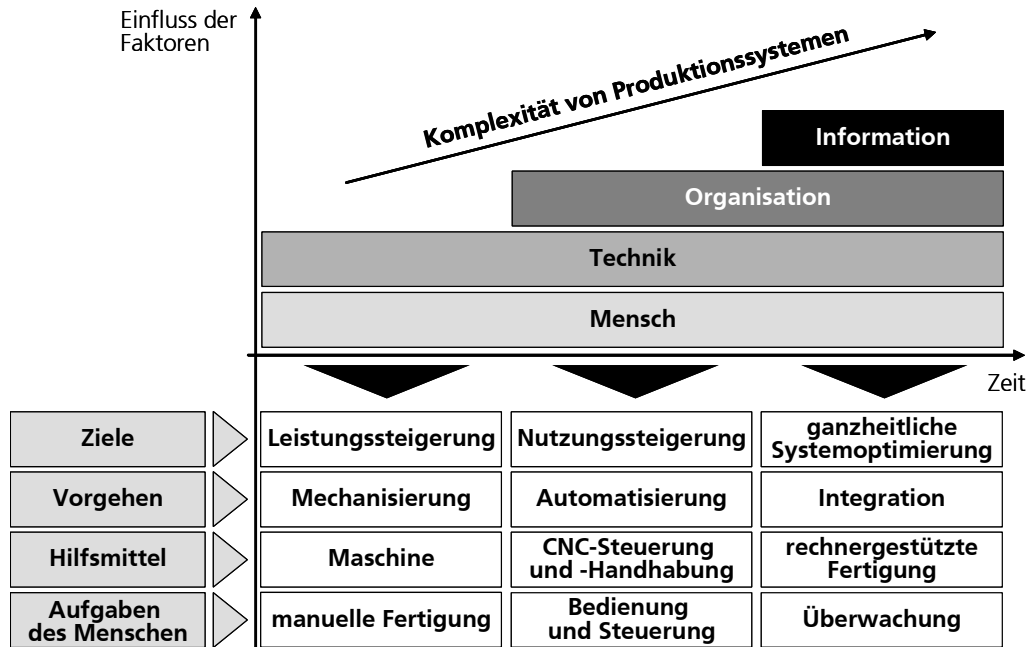 Einfluss der
Faktoren
Komplexität von Produktionssystemen
Information
Organisation
Technik
Mensch
Zeit
Ziele
Leistungssteigerung
Nutzungssteigerung
ganzheitliche
Systemoptimierung
Vorgehen
Mechanisierung
Automatisierung
Integration
Hilfsmittel
Maschine
CNC-Steuerung
und -Handhabung
rechnergestützte
Fertigung
Aufgaben
des Menschen
manuelle Fertigung
Bedienung
und Steuerung
Überwachung